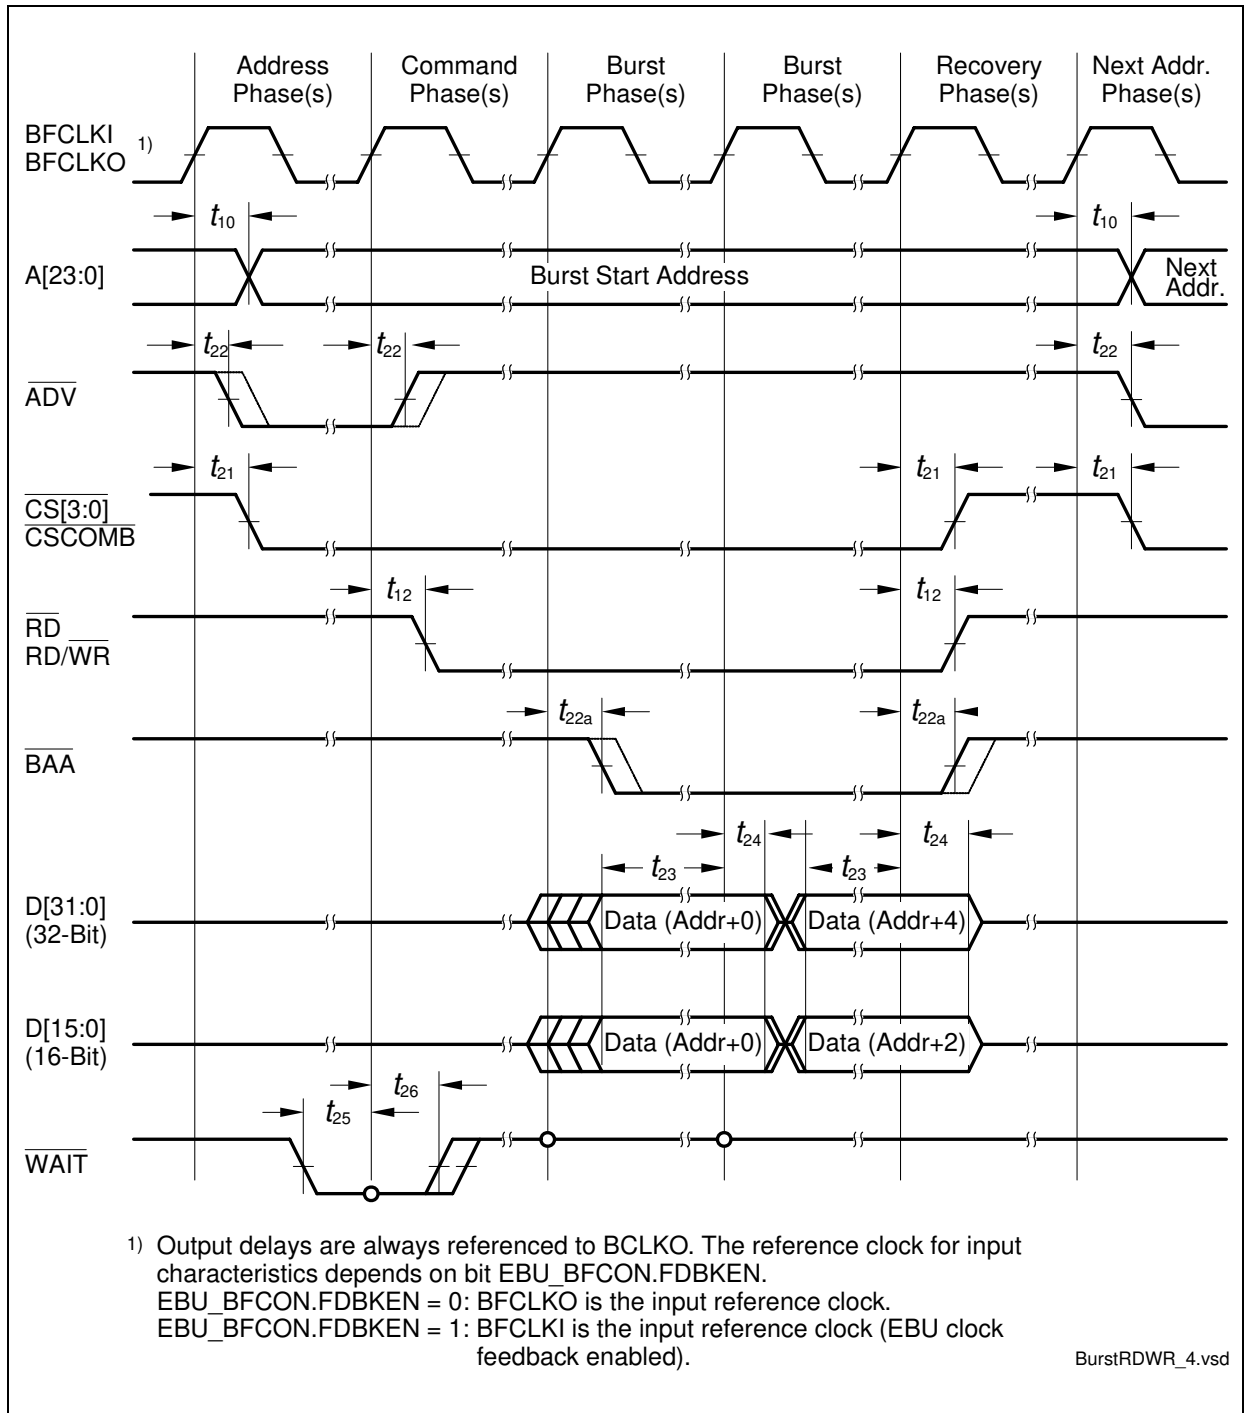 Address Phase(s)
Command Phase(s)
Burst Phase(s)
Burst Phase(s)
Recovery Phase(s)
Next Addr. Phase(s)
BFCLKI
BFCLKO 1)
t10
t10
A[23:0]
Burst Start Address
Next
Addr.
t22
t22
t22
ADV
t21
t21
t21
CS[3:0]
CSCOMB
t12
t12
RD
RD/WR
t22a
t22a
BAA
t24
t24
t23
t23
D[31:0]
(32-Bit)
Data (Addr+0)
Data (Addr+4)
D[15:0]
(16-Bit)
Data (Addr+0)
Data (Addr+2)
t26
t25
WAIT
1) Output delays are always referenced to BCLKO. The reference clock for input
characteristics depends on bit EBU_BFCON.FDBKEN.
EBU_BFCON.FDBKEN = 0: BFCLKO is the input reference clock.
EBU_BFCON.FDBKEN = 1: BFCLKI is the input reference clock (EBU clock
feedback enabled).
BurstRDWR_4.vsd